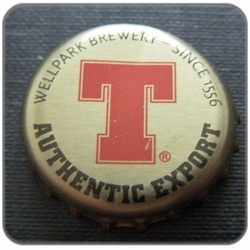 WELLPARK BREWERY - SINCE 1556
T®
AUTHENTIC EXPORT